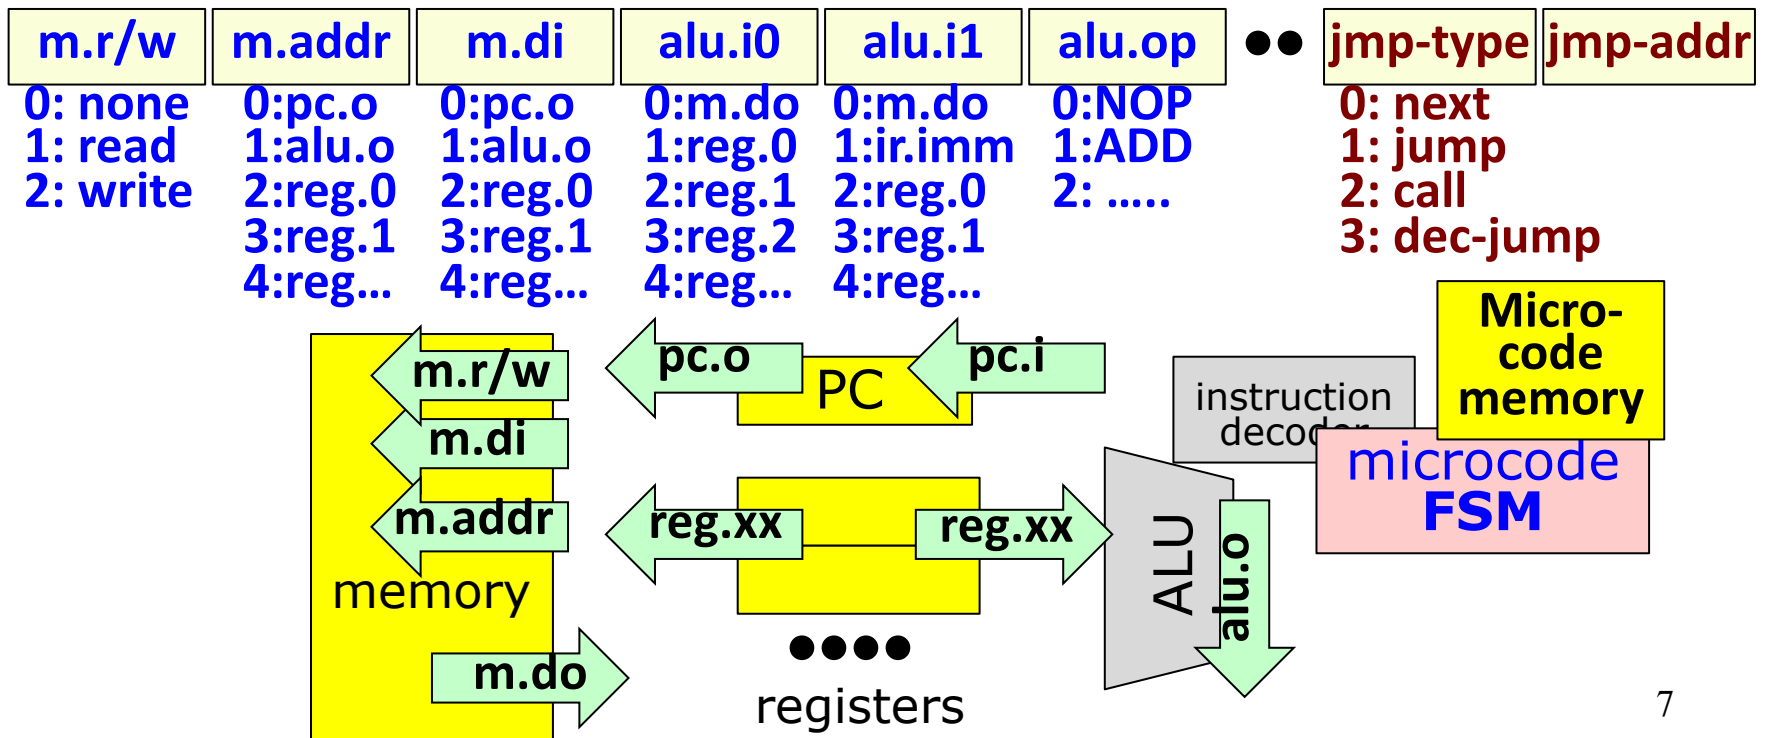 m.r/w m.addr m.di alu.i0 alu.i1 alu.op •• jmp-type jmp-addr
0: none 0:pc.o 0:pc.o 0:m.do 0:m.do 0:NOP 0: next
1: read 1:alu.o 1:alu.o 1:reg.0 1:ir.imm 1:ADD 1: jump
2: write 2:reg.0 2:reg.0 2:reg.1 2:reg.0 2: ..... 2: call
3:reg.1 3:reg.1 3:reg.2 3:reg.1 3: dec-jump
4:reg... 4:reg... 4:reg... 4:reg...
Micro-
code
memory
m.r/w
pc.o
PC
pc.i
instruction
decoder
microcode
FSM
m.di
m.addr
reg.xx
reg.xx
ALU
alu.o
memory
m.do
••••
registers
7